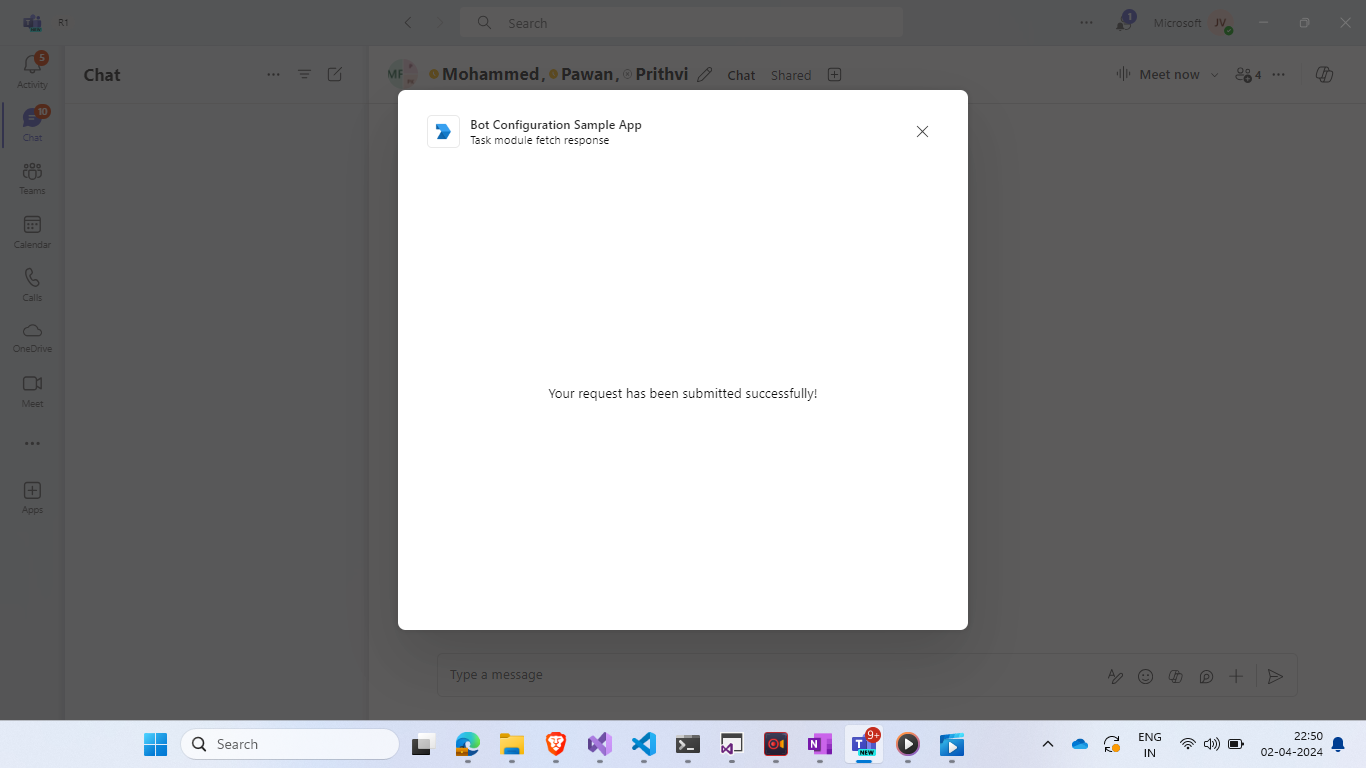 R1
Search
1
Microsoft
JV
5
Activity
10
Chat
Teams
Calendar
Calls
OneDrive
Meet
Apps
Chat
Mohammed, Pawan, Prithvi
Chat
Shared
Meet now
4
Bot Configuration Sample App
Task module fetch response
Your request has been submitted successfully!
Type a message
Search
9+
NEW
ENG
IN
22:50
02-04-2024